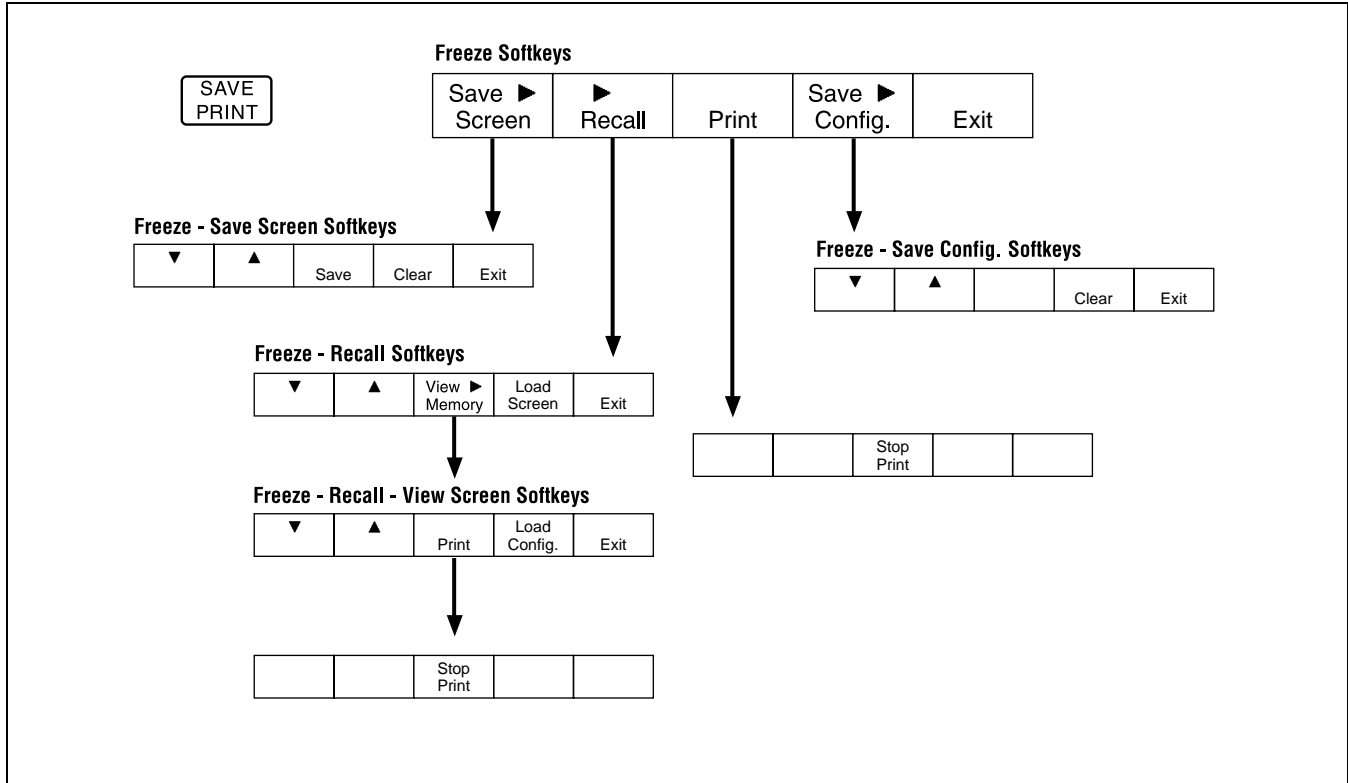 Freeze Softkeys
SAVE
PRINT
Save ▶
Screen
▶
Recall
Print
Save ▶
Config.
Exit
Freeze - Save Screen Softkeys
▼
▲
Save
Clear
Exit
Freeze - Save Config. Softkeys
▼
▲
Clear
Exit
Freeze - Recall Softkeys
▼
▲
View ▶
Memory
Load
Screen
Exit
Stop
Print
Freeze - Recall - View Screen Softkeys
▼
▲
Print
Load
Config.
Exit
Stop
Print